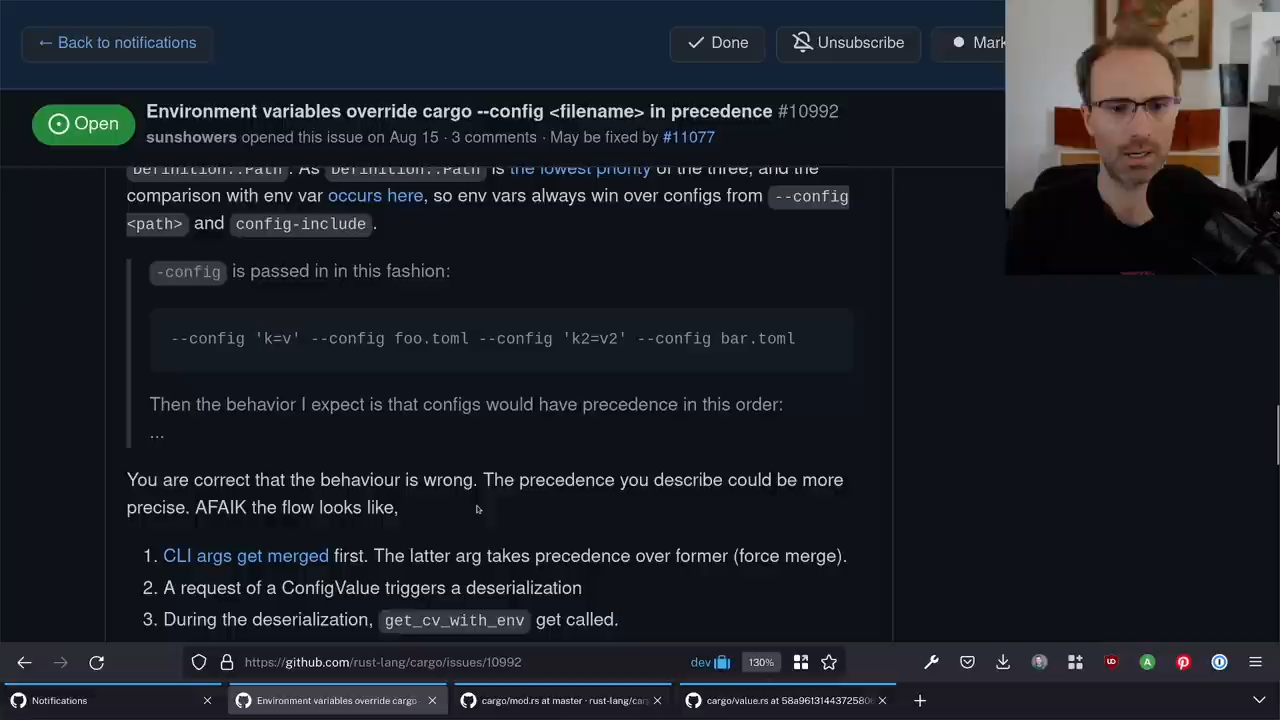 ← Back to notifications
Done
Unsubscribe
Mark
Open
Environment variables override cargo --config <filename> in precedence #10992
sunshowers opened this issue on Aug 15 · 3 comments · May be fixed by #11077
Definition::Path. As Definition::Path is the lowest priority of the three, and the
comparison with env var occurs here, so env vars always win over configs from --config
<path> and config-include.
-config is passed in in this fashion:
--config 'k=v' --config foo.toml --config 'k2=v2' --config bar.toml
Then the behavior I expect is that configs would have precedence in this order:
...
You are correct that the behaviour is wrong. The precedence you describe could be more
precise. AFAIK the flow looks like,
1. CLI args get merged first. The latter arg takes precedence over former (force merge).
2. A request of a ConfigValue triggers a deserialization
3. During the deserialization, get_cv_with_env get called.
https://github.com/rust-lang/cargo/issues/10992
dev
130%
Notifications
Environment variables override cargo
cargo/mod.rs at master · rust-lang/car
cargo/value.rs at 58a961314437258